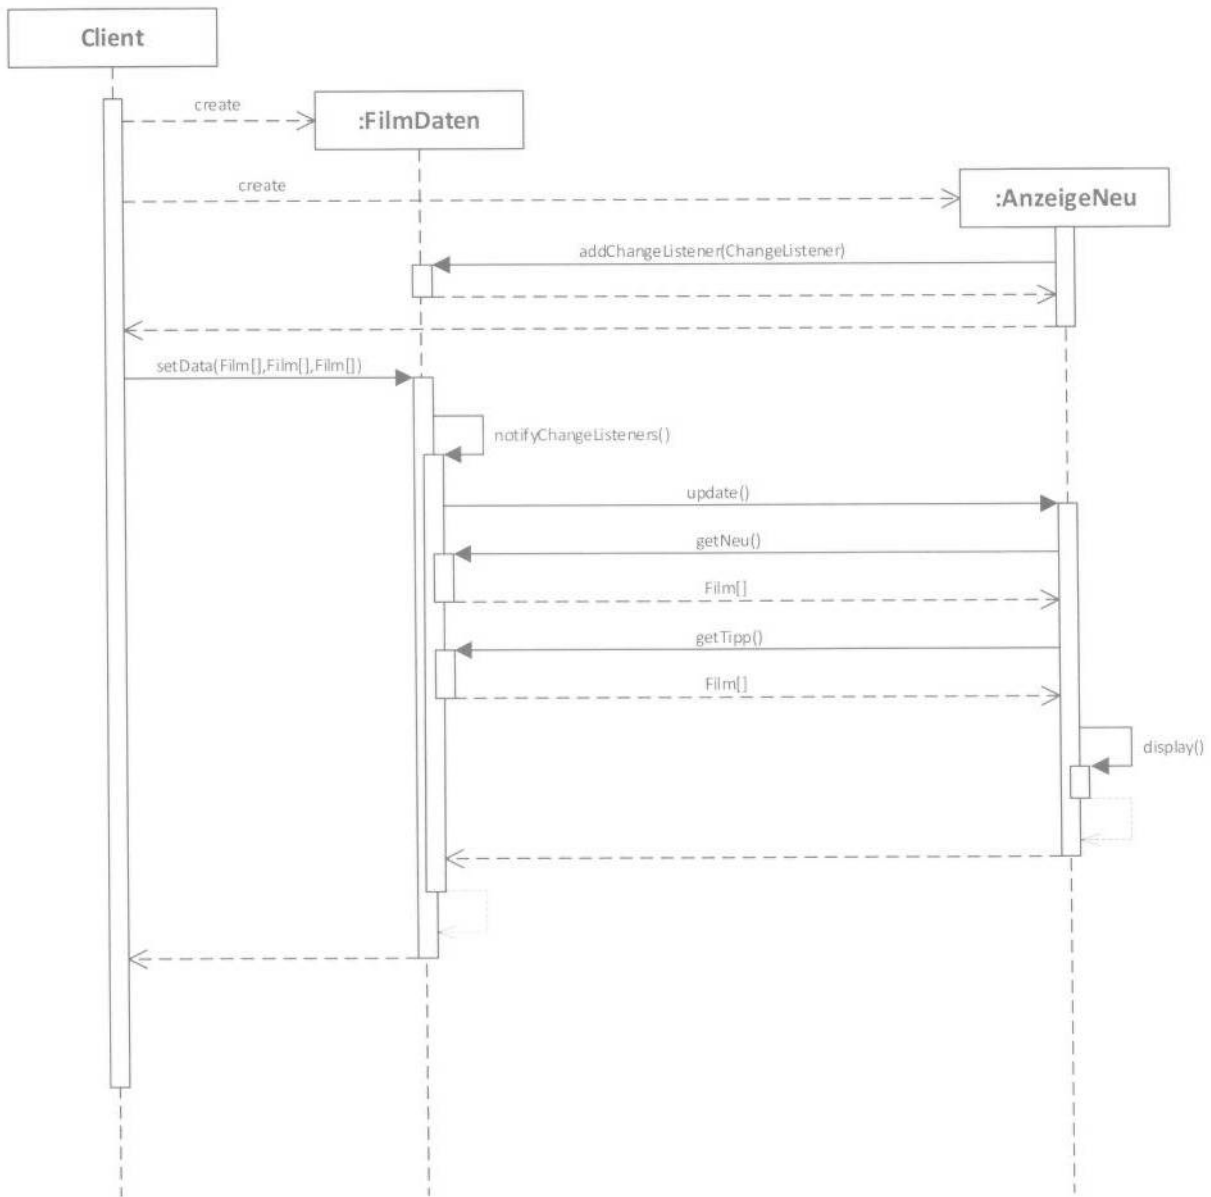 Client
create
:FilmDaten
create
:AnzeigeNeu
addChangeListener(ChangeListener)
setData(Film[],Film[],Film[])
notifyChangeListeners()
update()
getNeu()
Film[]
getTipp()
Film[]
display()